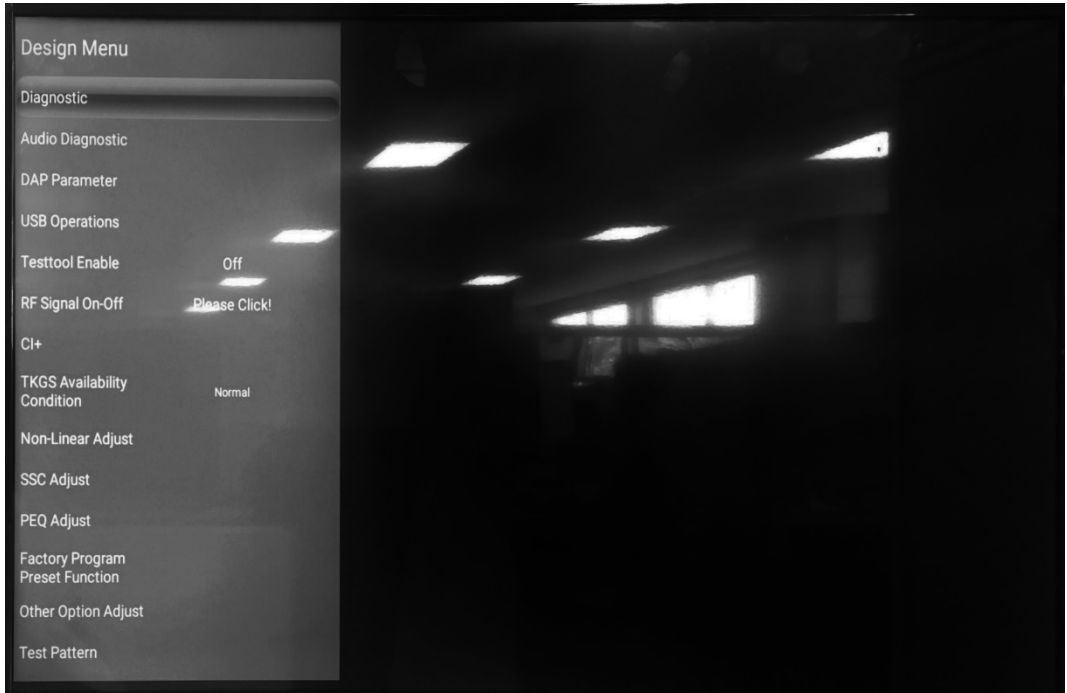 Design Menu
Diagnostic
Audio Diagnostic
DAP Parameter
USB Operations
Testtool Enable Off
RF Signal On-Off Please Click!
CI+
TKGS Availability
Condition Normal
Non-Linear Adjust
SSC Adjust
PEQ Adjust
Factory Program
Preset Function
Other Option Adjust
Test Pattern